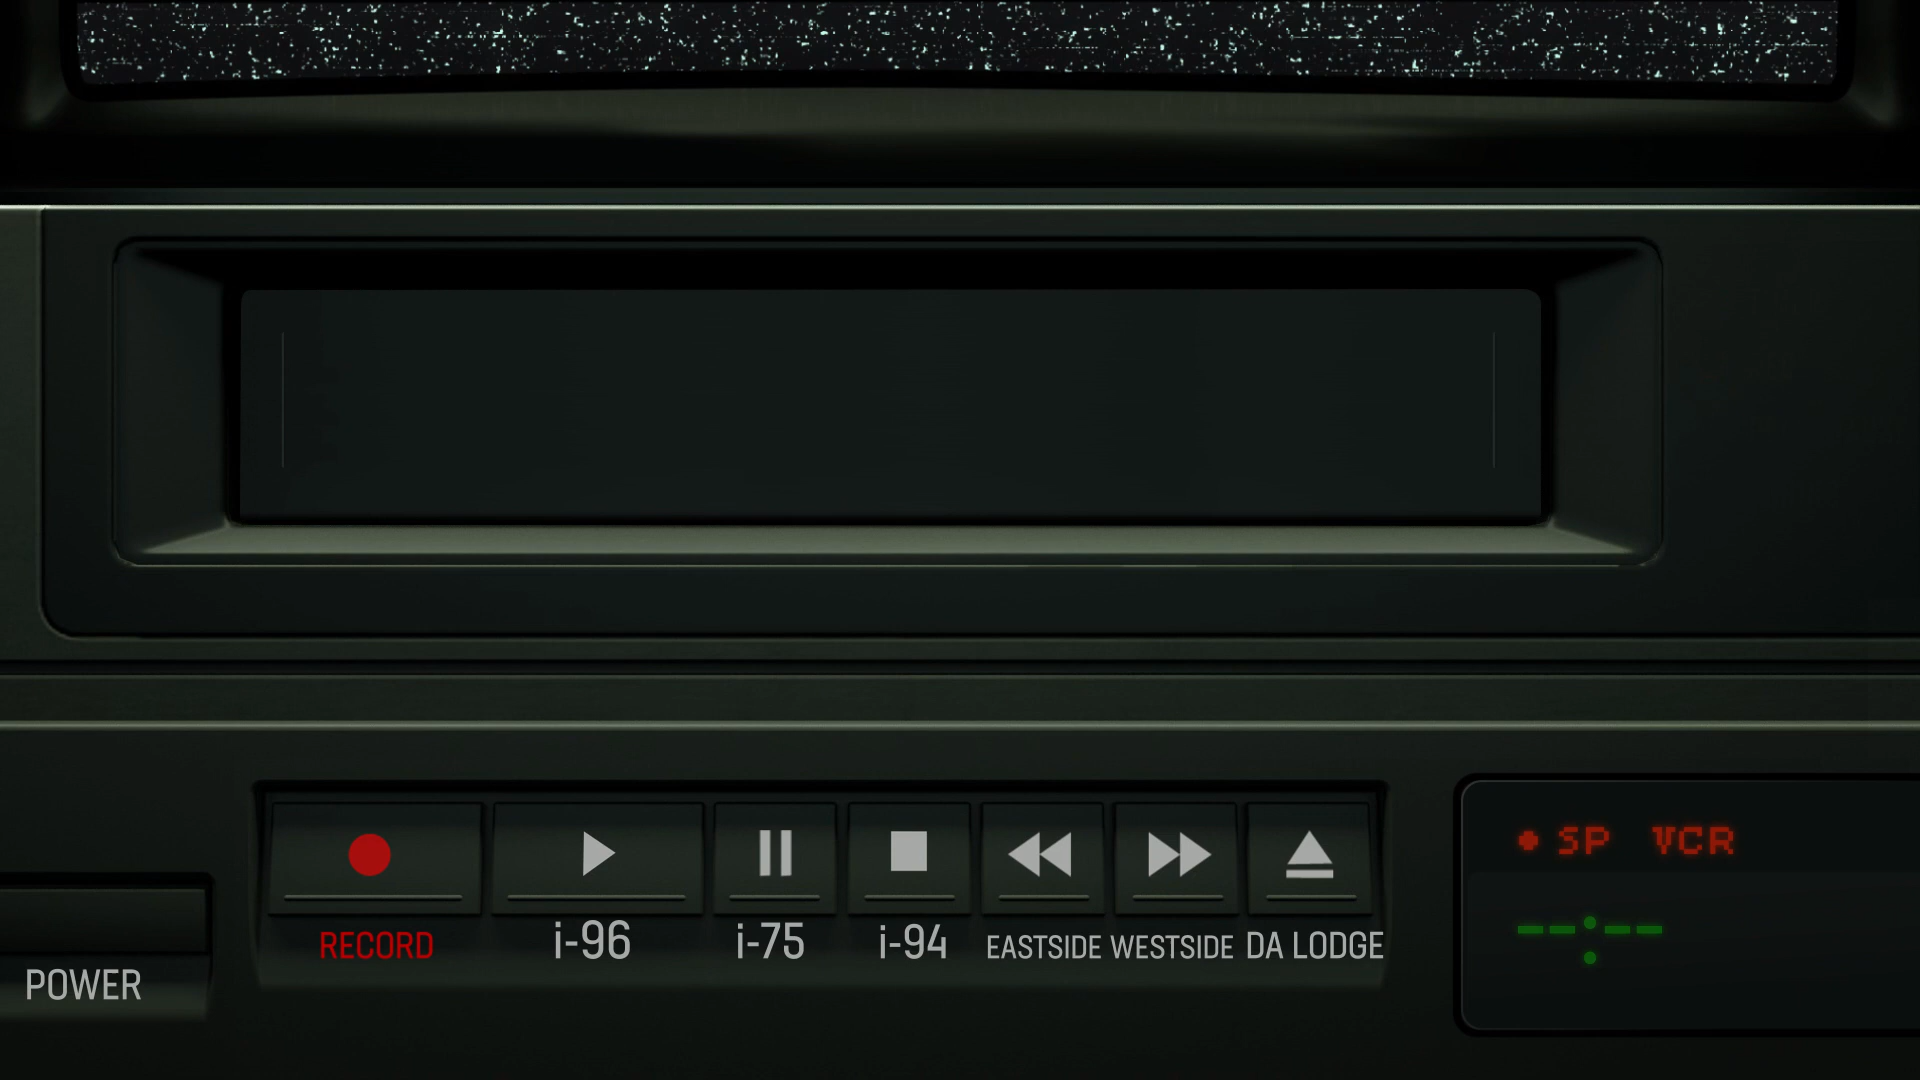 SP VCR
--:--
RECORD
i-96
i-75
i-94
EASTSIDE
WESTSIDE
DA LODGE
POWER